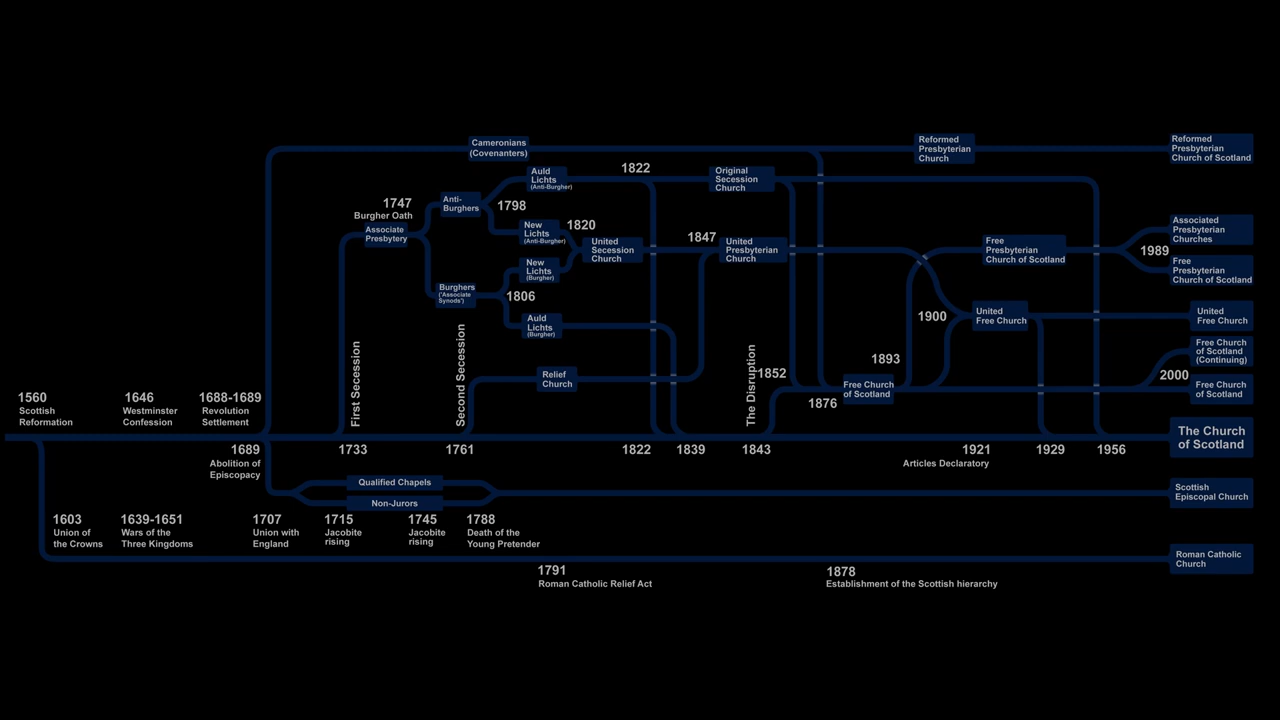 Cameronians
(Covenanters)
Reformed
Presbyterian
Church
Reformed
Presbyterian
Church of Scotland
Auld
Lichts
(Anti-Burgher)
1822
Original
Secession
Church
1747
Burgher Oath
Anti-
Burghers
1798
Associate
Presbytery
New
Lichts
(Anti-Burgher)
1820
United
Secession
Church
1847
United
Presbyterian
Church
Free
Presbyterian
Church of Scotland
Associated
Presbyterian
Churches
1989
Free
Presbyterian
Church of Scotland
New
Lichts
(Burgher)
Burghers
('Associate
Synods')
1806
Auld
Lichts
(Burgher)
1900
United
Free Church
United
Free Church
First Secession
Second Secession
The Disruption
Relief
Church
1852
1893
1876
Free Church
of Scotland
Free Church
of Scotland
(Continuing)
2000
Free Church
of Scotland
1560
Scottish
Reformation
1646
Westminster
Confession
1688-1689
Revolution
Settlement
The Church
of Scotland
1689
Abolition of
Episcopacy
1733
1761
1822
1839
1843
1921
Articles Declaratory
1929
1956
Qualified Chapels
Non-Jurors
Scottish
Episcopal Church
1603
Union of
the Crowns
1639-1651
Wars of the
Three Kingdoms
1707
Union with
England
1715
Jacobite
rising
1745
Jacobite
rising
1788
Death of the
Young Pretender
Roman Catholic
Church
1791
Roman Catholic Relief Act
1878
Establishment of the Scottish hierarchy